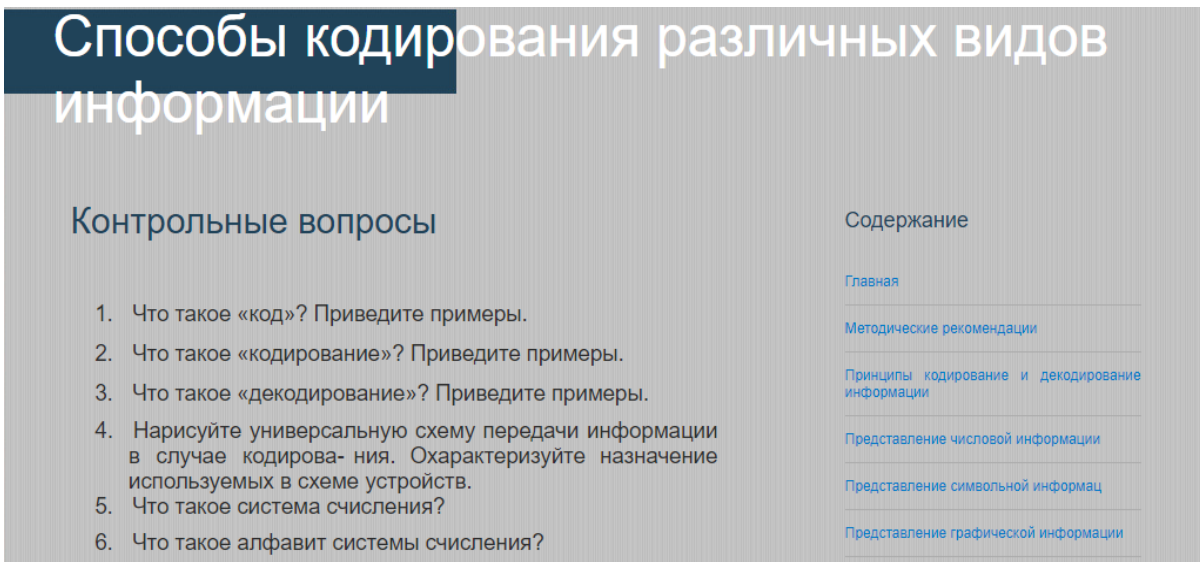 Способы кодирования различных видов
информации
Контрольные вопросы
1. Что такое «код»? Приведите примеры.
2. Что такое «кодирование»? Приведите примеры.
3. Что такое «декодирование»? Приведите примеры.
4. Нарисуйте универсальную схему передачи информации
в случае кодирова- ния. Охарактеризуйте назначение
используемых в схеме устройств.
5. Что такое система счисления?
6. Что такое алфавит системы счисления?
Содержание
Главная
Методические рекомендации
Принципы кодирование и декодирование
информации
Представление числовой информации
Представление символьной информац
Представление графической информации